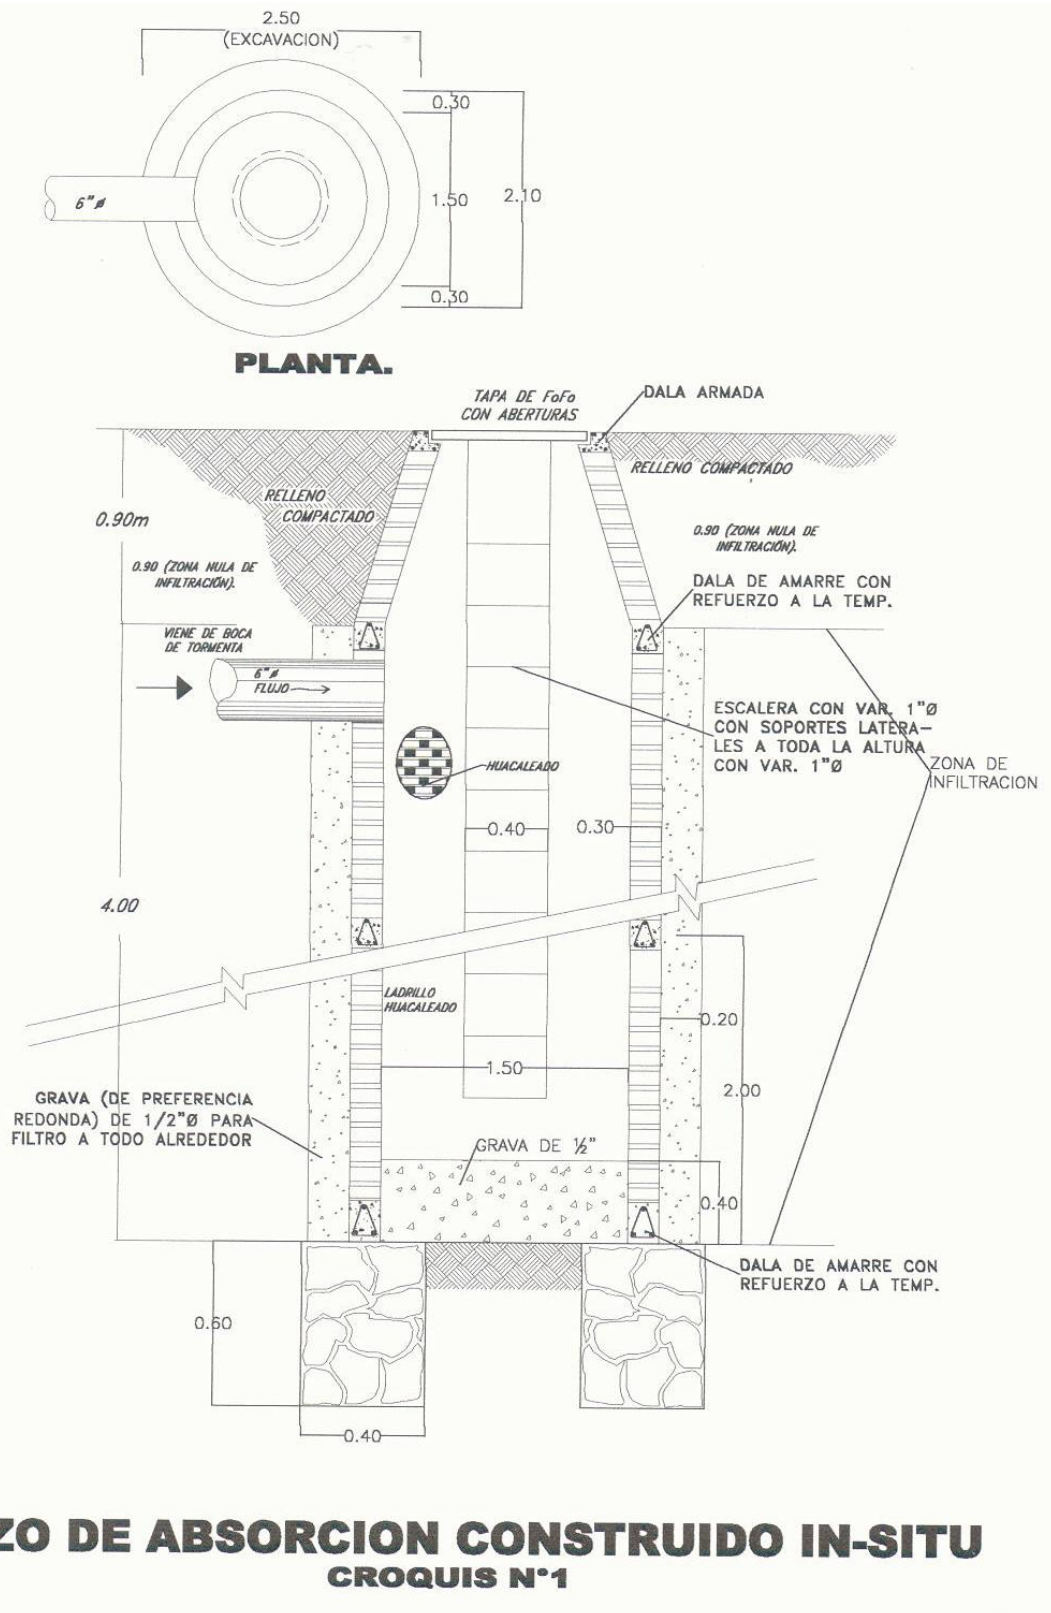 2.50
(EXCAVACION)
0.30
6"ø
1.50
2.10
0.30
PLANTA.
TAPA DE FoFo
CON ABERTURAS
DALA ARMADA
RELLENO COMPACTADO
RELLENO
COMPACTADO
0.90m
0.90 (ZONA NULA DE
INFILTRACIÓN).
0.90 (ZONA NULA DE
INFILTRACIÓN).
DALA DE AMARRE CON
REFUERZO A LA TEMP.
VIENE DE BOCA
DE TORMENTA
6"ø
FLUJO
ESCALERA CON VAR. 1"Ø
CON SOPORTES LATERA-
LES A TODA LA ALTURA
CON VAR. 1"Ø
ZONA DE
INFILTRACION
HUACALEADO
0.40
0.30
4.00
LADRILLO
HUACALEADO
0.20
1.50
2.00
GRAVA (DE PREFERENCIA
REDONDA) DE 1/2"Ø PARA
FILTRO A TODO ALREDEDOR
GRAVA DE ½"
0.40
DALA DE AMARRE CON
REFUERZO A LA TEMP.
0.60
0.40
ZO DE ABSORCION CONSTRUIDO IN-SITU
CROQUIS N°1